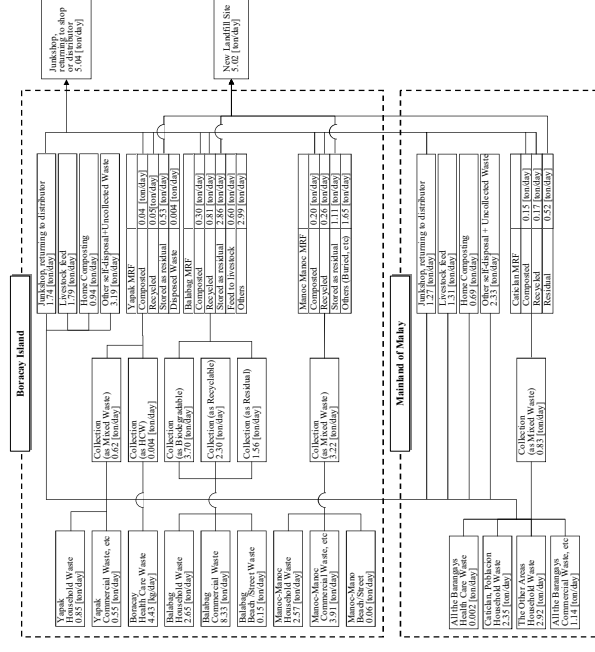 Boracay Island
Yapak
Household Waste
0.85 [ton/day]
Yapak
Commercial Waste, etc
0.55 [ton/day]
Boracay
Health Care Waste
4.43 [kg/day]
Balabag
Household Waste
2.65 [ton/day]
Balabag
Commercial Waste
8.33 [ton/day]
Balabag
Beach /Street Waste
0.15 [ton/day]
Manoc-Manoc
Household Waste
2.57 [ton/day]
Manoc-Manoc
Commercial Waste, etc
3.91 [ton/day]
Manoc-Mano
Beach/Street
0.06 [ton/day]
Collection
(as Mixed Waste)
0.62 [ton/day]
Collection
(as HCW)
0.004 [ton/day]
Collection
(as Biodegradable)
3.70 [ton/day]
Collection (as Recyclable)
2.30 [ton/day]
Collection (as Residual)
1.56 [ton/day]
Collection
(as Mixed Waste)
3.22 [ton/day]
Junkshop, returning to distributor
1.74 [ton/day]
Livestock feed
1.79 [ton/day]
Home Composting
0.94 [ton/day]
Other self-disposal+Uncollected Waste
3.19 [ton/day]
Yapak MRF
Composted 0.04 [ton/day]
Recycled 0.05[ton/day]
Stored as residual 0.53 [ton/day]
Disposed Waste 0.004 [ton/day]
Balabag MRF
Composted 0.30 [ton/day]
Recycled 0.81 [ton/day]
Stored as residual 2.86 [ton/day]
Feed to livestock 0.60 [ton/day]
Others 2.99 [ton/day]
Manoc-Manoc MRF
Composted 0.20 [ton/day]
Recycled 0.26 [ton/day]
Stored as residual 1.11 [ton/day]
Others (Buried, etc) 1.65 [ton/day]
Junkshop,
returning to shop
or distributor
5.04 [ton/day]
New Landfill Site
5.02 [ton/day]
Mainland of Malay
All the Barangays
Health Care Waste
0.002 [ton/day]
Caticlan, Poblacion
Household Waste
2.35 [ton/day]
The Other Areas
Household Waste
2.92 [ton/day]
All the Barangays
Commercial Waste, etc
1.14 [ton/day]
Collection
(as Mixed Waste)
0.83 [ton/day]
Junkshop, returning to distributor
1.27 [ton/day]
Livestock feed
1.31 [ton/day]
Home Composting
0.69 [ton/day]
Other self-disposal + Uncollected Waste
2.33 [ton/day]
Caticlan MRF
Composted 0.15 [ton/day]
Recycled 0.17 [ton/day]
Residual 0.52 [ton/day]